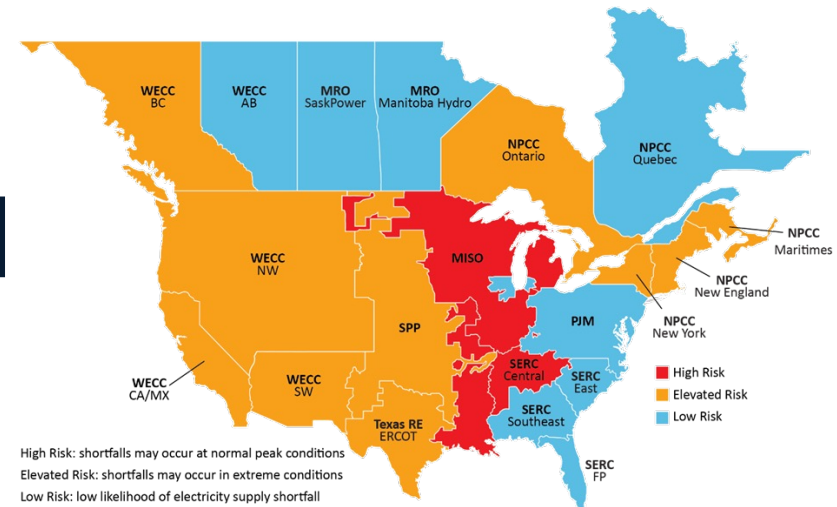 WECC
BC
WECC
AB
MRO
SaskPower
MRO
Manitoba Hydro
NPCC
Ontario
NPCC
Quebec
NPCC
Maritimes
NPCC
New England
NPCC
New York
WECC
NW
MISO
SPP
PJM
WECC
CA/MX
WECC
SW
SERC
Central
SERC
East
SERC
Southeast
Texas RE
ERCOT
SERC
FP
High Risk
Elevated Risk
Low Risk
High Risk: shortfalls may occur at normal peak conditions
Elevated Risk: shortfalls may occur in extreme conditions
Low Risk: low likelihood of electricity supply shortfall